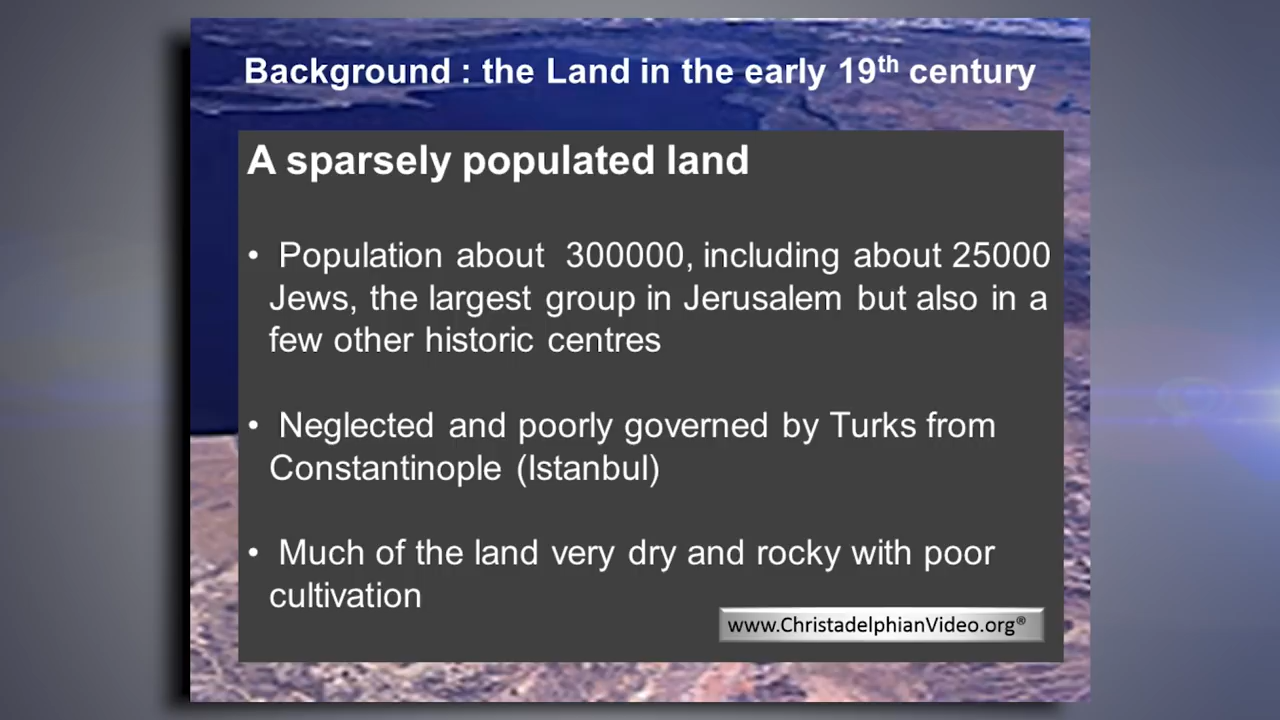 Background : the Land in the early 19th century
A sparsely populated land
• Population about 300000, including about 25000
Jews, the largest group in Jerusalem but also in a
few other historic centres
• Neglected and poorly governed by Turks from
Constantinople (Istanbul)
• Much of the land very dry and rocky with poor
cultivation
www.ChristadelphianVideo.org®